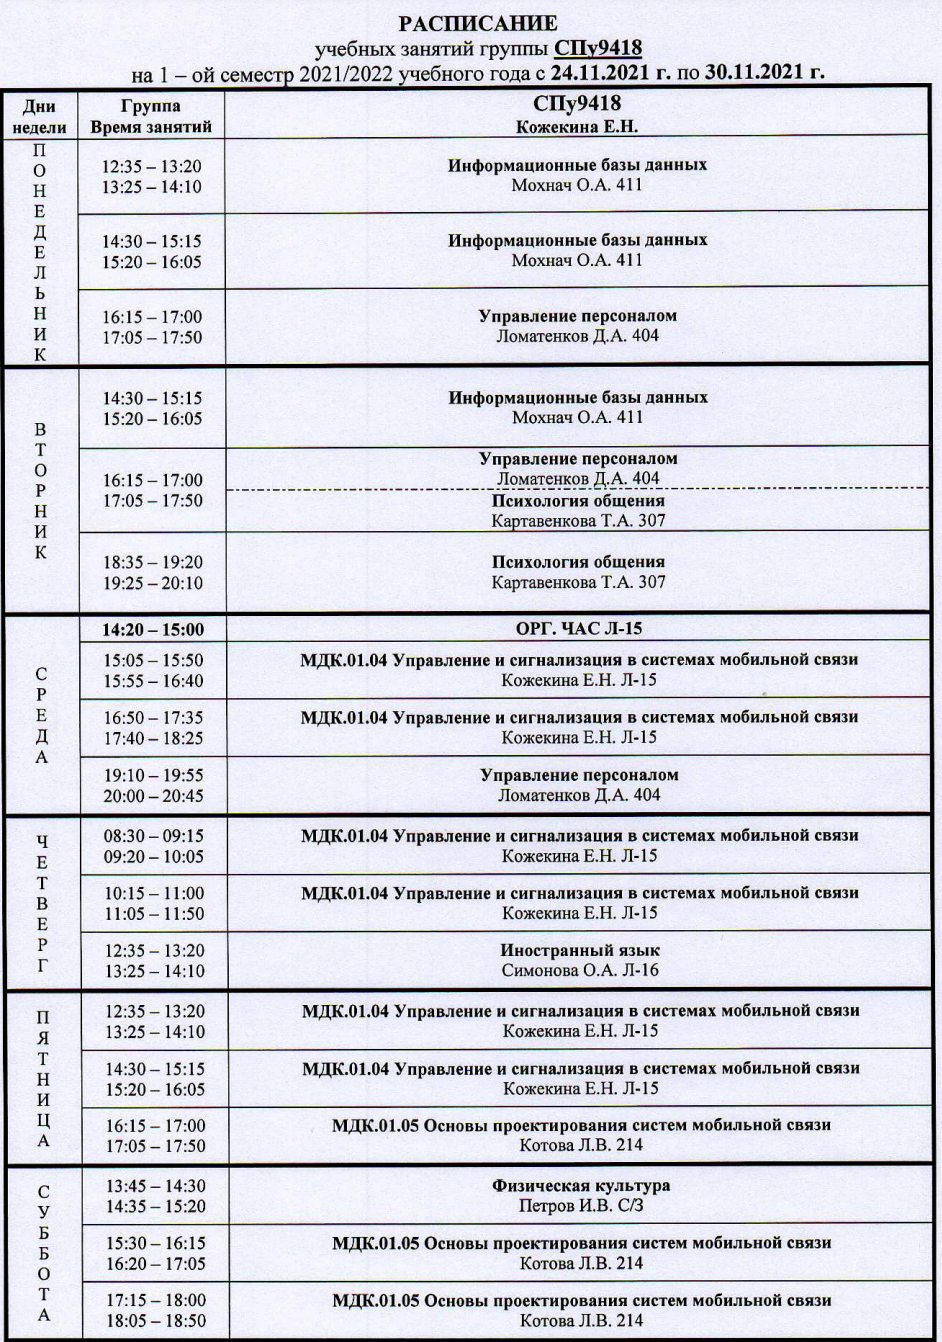 РАСПИСАНИЕ
учебных занятий группы СПу9418
на 1 – ой семестр 2021/2022 учебного года с 24.11.2021 г. по 30.11.2021 г.
Дни недели
Группа
Время занятий
СПу9418
Кожекина Е.Н.
ПОНЕДЕЛЬНИК
12:35 – 13:20
13:25 – 14:10
Информационные базы данных
Мохнач О.А. 411
14:30 – 15:15
15:20 – 16:05
Информационные базы данных
Мохнач О.А. 411
16:15 – 17:00
17:05 – 17:50
Управление персоналом
Ломатенков Д.А. 404
ВТОРНИК
14:30 – 15:15
15:20 – 16:05
Информационные базы данных
Мохнач О.А. 411
16:15 – 17:00
17:05 – 17:50
Управление персоналом
Ломатенков Д.А. 404
Психология общения
Картавенкова Т.А. 307
18:35 – 19:20
19:25 – 20:10
Психология общения
Картавенкова Т.А. 307
СРЕДА
14:20 – 15:00
ОРГ. ЧАС Л-15
15:05 – 15:50
15:55 – 16:40
МДК.01.04 Управление и сигнализация в системах мобильной связи
Кожекина Е.Н. Л-15
16:50 – 17:35
17:40 – 18:25
МДК.01.04 Управление и сигнализация в системах мобильной связи
Кожекина Е.Н. Л-15
19:10 – 19:55
20:00 – 20:45
Управление персоналом
Ломатенков Д.А. 404
ЧЕТВЕРГ
08:30 – 09:15
09:20 – 10:05
МДК.01.04 Управление и сигнализация в системах мобильной связи
Кожекина Е.Н. Л-15
10:15 – 11:00
11:05 – 11:50
МДК.01.04 Управление и сигнализация в системах мобильной связи
Кожекина Е.Н. Л-15
12:35 – 13:20
13:25 – 14:10
Иностранный язык
Симонова О.А. Л-16
ПЯТНИЦА
12:35 – 13:20
13:25 – 14:10
МДК.01.04 Управление и сигнализация в системах мобильной связи
Кожекина Е.Н. Л-15
14:30 – 15:15
15:20 – 16:05
МДК.01.04 Управление и сигнализация в системах мобильной связи
Кожекина Е.Н. Л-15
16:15 – 17:00
17:05 – 17:50
МДК.01.05 Основы проектирования систем мобильной связи
Котова Л.В. 214
СУББОТА
13:45 – 14:30
14:35 – 15:20
Физическая культура
Петров И.В. С/З
15:30 – 16:15
16:20 – 17:05
МДК.01.05 Основы проектирования систем мобильной связи
Котова Л.В. 214
17:15 – 18:00
18:05 – 18:50
МДК.01.05 Основы проектирования систем мобильной связи
Котова Л.В. 214